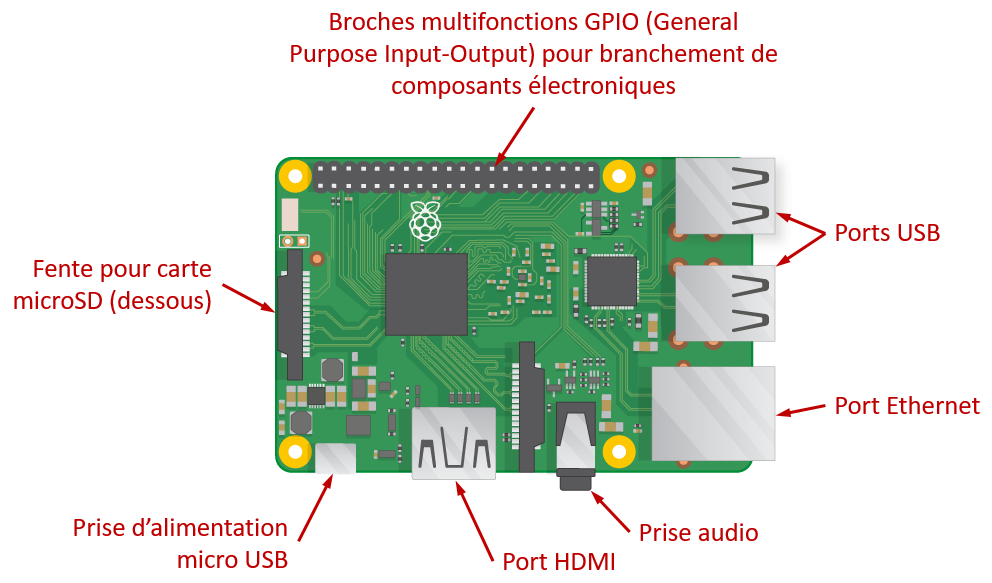 Broches multifonctions GPIO (General
Purpose Input-Output) pour branchement de
composants électroniques
Ports USB
Fente pour carte
microSD (dessous)
Port Ethernet
Prise d’alimentation
micro USB
Port HDMI
Prise audio